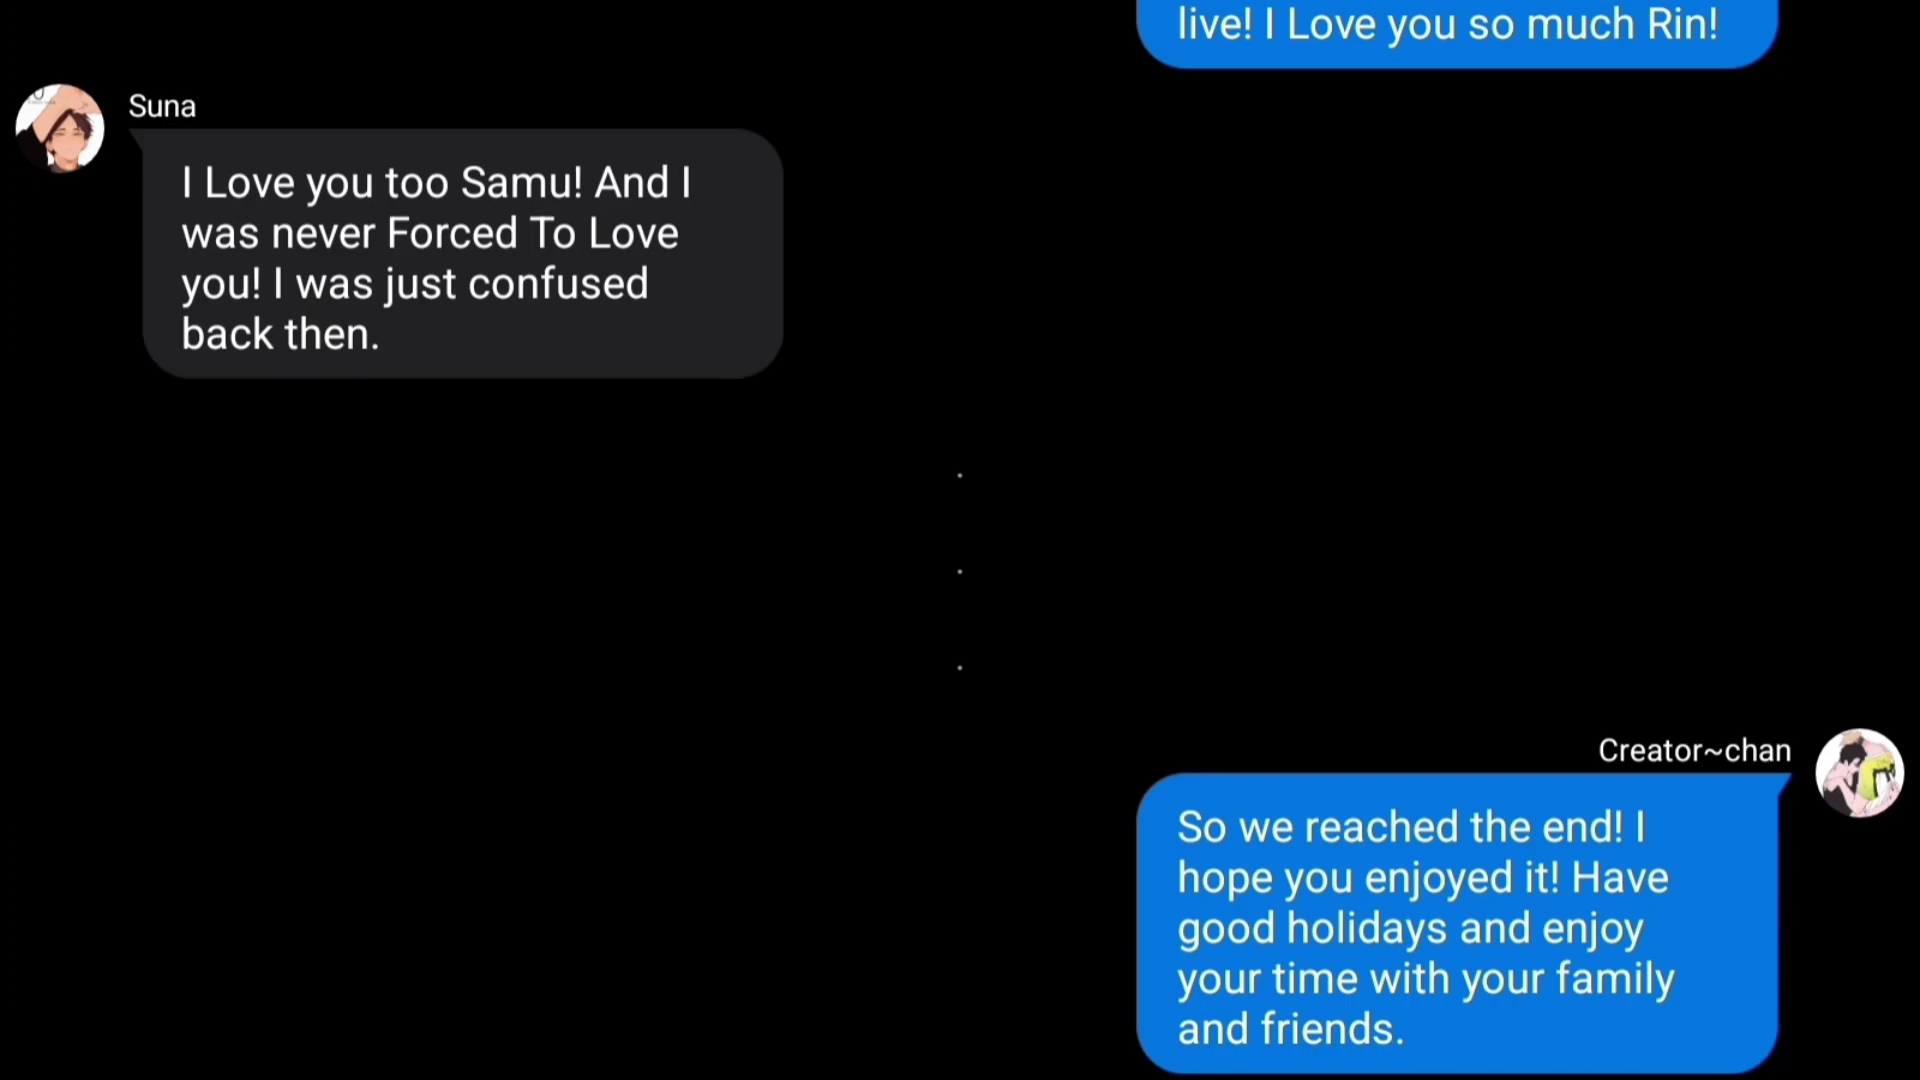 live! I Love you so much Rin!
Suna
I Love you too Samu! And I
was never Forced To Love
you! I was just confused
back then.
.
.
.
Creator~chan
So we reached the end! I
hope you enjoyed it! Have
good holidays and enjoy
your time with your family
and friends.